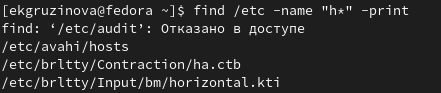 [ekgruzinova@fedora ~]$ find /etc -name "h*" -print
find: ‘/etc/audit’: Отказано в доступе
/etc/avahi/hosts
/etc/brltty/Contraction/ha.ctb
/etc/brltty/Input/bm/horizontal.kti